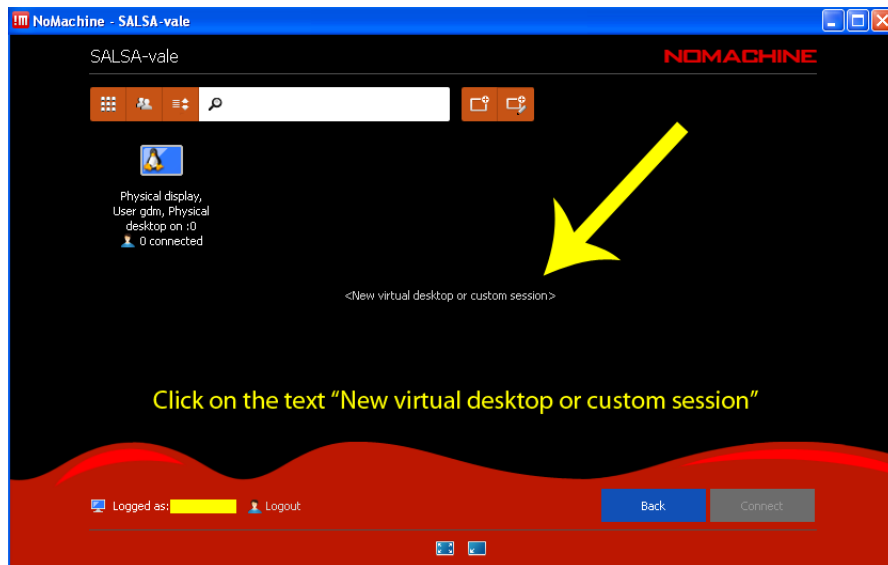 NoMachine - SALSA-vale
SALSA-vale
NOMACHINE
Physical display,
User gdm, Physical
desktop on :0
0 connected
<New virtual desktop or custom session>
Click on the text “New virtual desktop or custom session”
Logged as:
Logout
Back
Connect